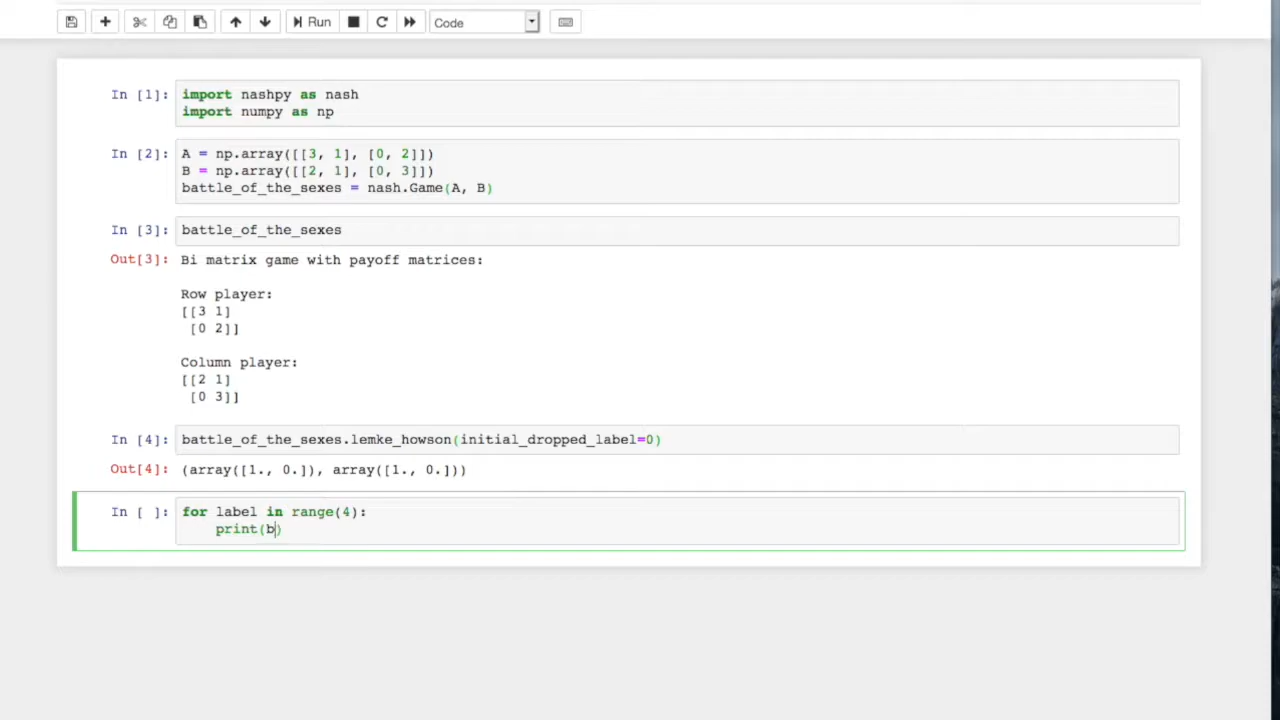 Run
Code
In [1]:
import nashpy as nash
import numpy as np
In [2]:
A = np.array([[3, 1], [0, 2]])
B = np.array([[2, 1], [0, 3]])
battle_of_the_sexes = nash.Game(A, B)
In [3]:
battle_of_the_sexes
Out[3]:
Bi matrix game with payoff matrices:
Row player:
[[3 1]
 [0 2]]
Column player:
[[2 1]
 [0 3]]
In [4]:
battle_of_the_sexes.lemke_howson(initial_dropped_label=0)
Out[4]:
(array([1., 0.]), array([1., 0.]))
In [ ]:
for label in range(4):
    print(b)